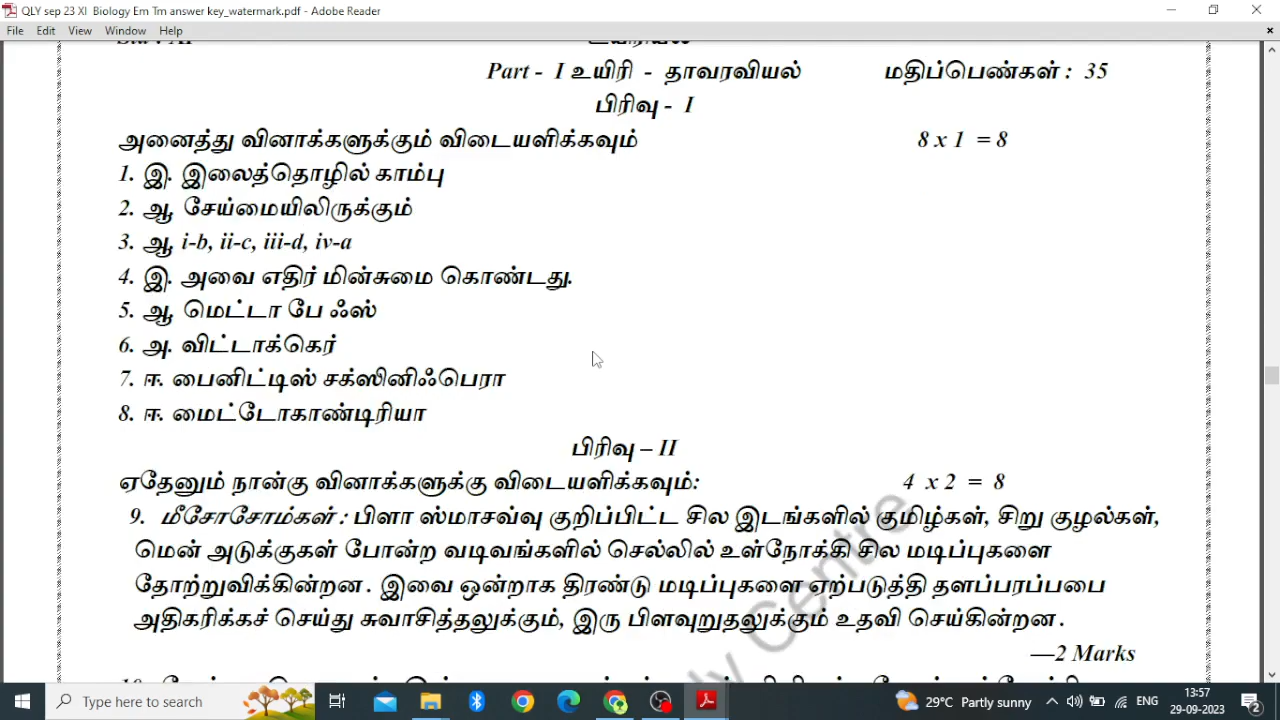 QLY sep 23 XI Biology Em Tm answer key_watermark.pdf - Adobe Reader
File Edit View Window Help
Part - I உயிரி - தாவரவியல் மதிப்பெண்கள் : 35
பிரிவு - I
அனைத்து வினாக்களுக்கும் விடையளிக்கவும் 8 x 1 = 8
1. இ. இலைத்தொழில் காம்பு
2. ஆ. சேய்மையிலிருக்கும்
3. ஆ. i-b, ii-c, iii-d, iv-a
4. இ. அவை எதிர் மின்சுமை கொண்டது.
5. ஆ. மெட்டா பே ஃஸ்
6. அ. விட்டாக்கெர்
7. ஈ. பைனிட்டிஸ் சக்ஸினிஃபெரா
8. ஈ. மைட்டோகாண்டிரியா
பிரிவு – II
ஏதேனும் நான்கு வினாக்களுக்கு விடையளிக்கவும்: 4 x 2 = 8
9. மீசோசோம்கள் : பிளா ஸ்மாசவ்வு குறிப்பிட்ட சில இடங்களில் குமிழ்கள், சிறு குழல்கள்,
மென் அடுக்குகள் போன்ற வடிவங்களில் செல்லில் உள்நோக்கி சில மடிப்புகளை
தோற்றுவிக்கின்றன . இவை ஒன்றாக திரண்டு மடிப்புகளை ஏற்படுத்தி தளப்பரப்பபை
அதிகரிக்கச் செய்து சுவாசித்தலுக்கும், இரு பிளவுறுதலுக்கும் உதவி செய்கின்றன .
—2 Marks
Centre
Type here to search 29°C Partly sunny ENG 13:57
29-09-2023 2